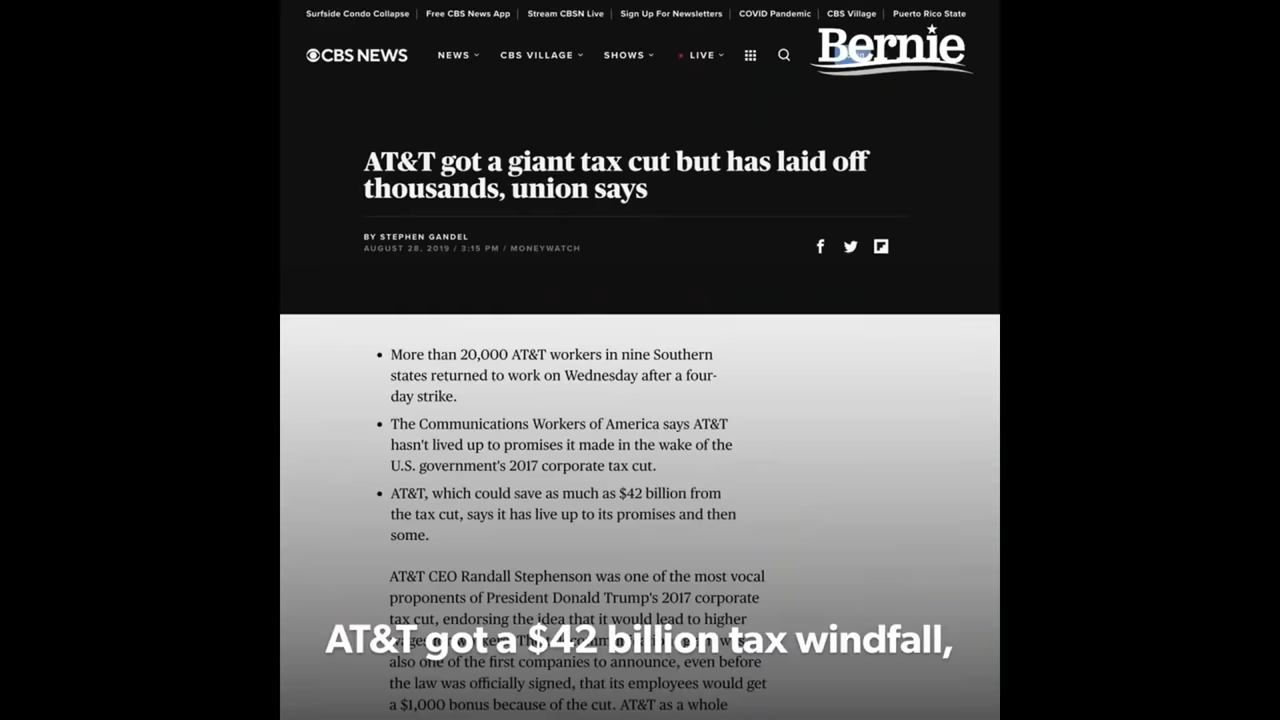 Surfside Condo Collapse | Free CBS News App | Stream CBSN Live | Sign Up For Newsletters | COVID Pandemic | CBS Village | Puerto Rico State
CBS NEWS NEWS CBS VILLAGE SHOWS LIVE Bernie
AT&T got a giant tax cut but has laid off
thousands, union says
BY STEPHEN GANDEL
AUGUST 28, 2019 / 3:15 PM / MONEYWATCH
• More than 20,000 AT&T workers in nine Southern
states returned to work on Wednesday after a four-
day strike.
• The Communications Workers of America says AT&T
hasn't lived up to promises it made in the wake of the
U.S. government's 2017 corporate tax cut.
• AT&T, which could save as much as $42 billion from
the tax cut, says it has live up to its promises and then
some.
AT&T CEO Randall Stephenson was one of the most vocal
proponents of President Donald Trump's 2017 corporate
tax cut, endorsing the idea that it would lead to higher
AT&T got a $42 billion tax windfall,
also one of the first companies to announce, even before
the law was officially signed, that its employees would get
a $1,000 bonus because of the cut. AT&T as a whole